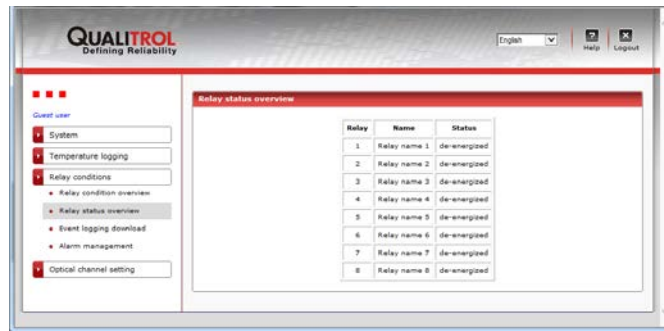 QUALITROL
Defining Reliability
English
?
Help
X
Logout
Guest user
System
Temperature logging
Relay conditions
Relay condition overview
Relay status overview
Event logging download
Alarm management
Optical channel setting
Relay status overview
Relay Name Status
1 Relay name 1 de-energized
2 Relay name 2 de-energized
3 Relay name 3 de-energized
4 Relay name 4 de-energized
5 Relay name 5 de-energized
6 Relay name 6 de-energized
7 Relay name 7 de-energized
8 Relay name 8 de-energized